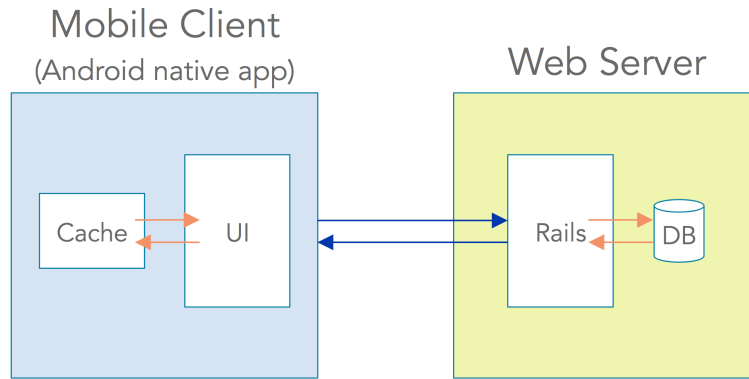 Mobile Client
(Android native app)
Web Server
Cache
UI
Rails
DB